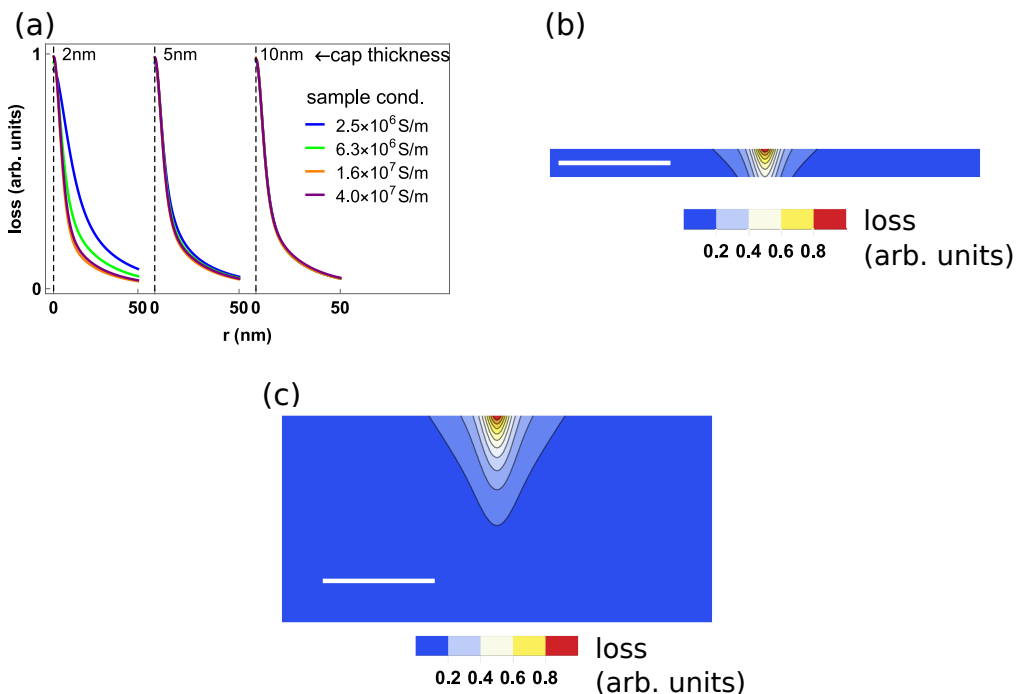 (a)
2nm 5nm 10nm ←cap thickness
1
0
loss (arb. units)
sample cond.
2.5×10⁶S/m
6.3×10⁶S/m
1.6×10⁷S/m
4.0×10⁷S/m
0 50 0 50 0 50
r (nm)
(b)
0.2 0.4 0.6 0.8
loss
(arb. units)
(c)
0.2 0.4 0.6 0.8
loss
(arb. units)